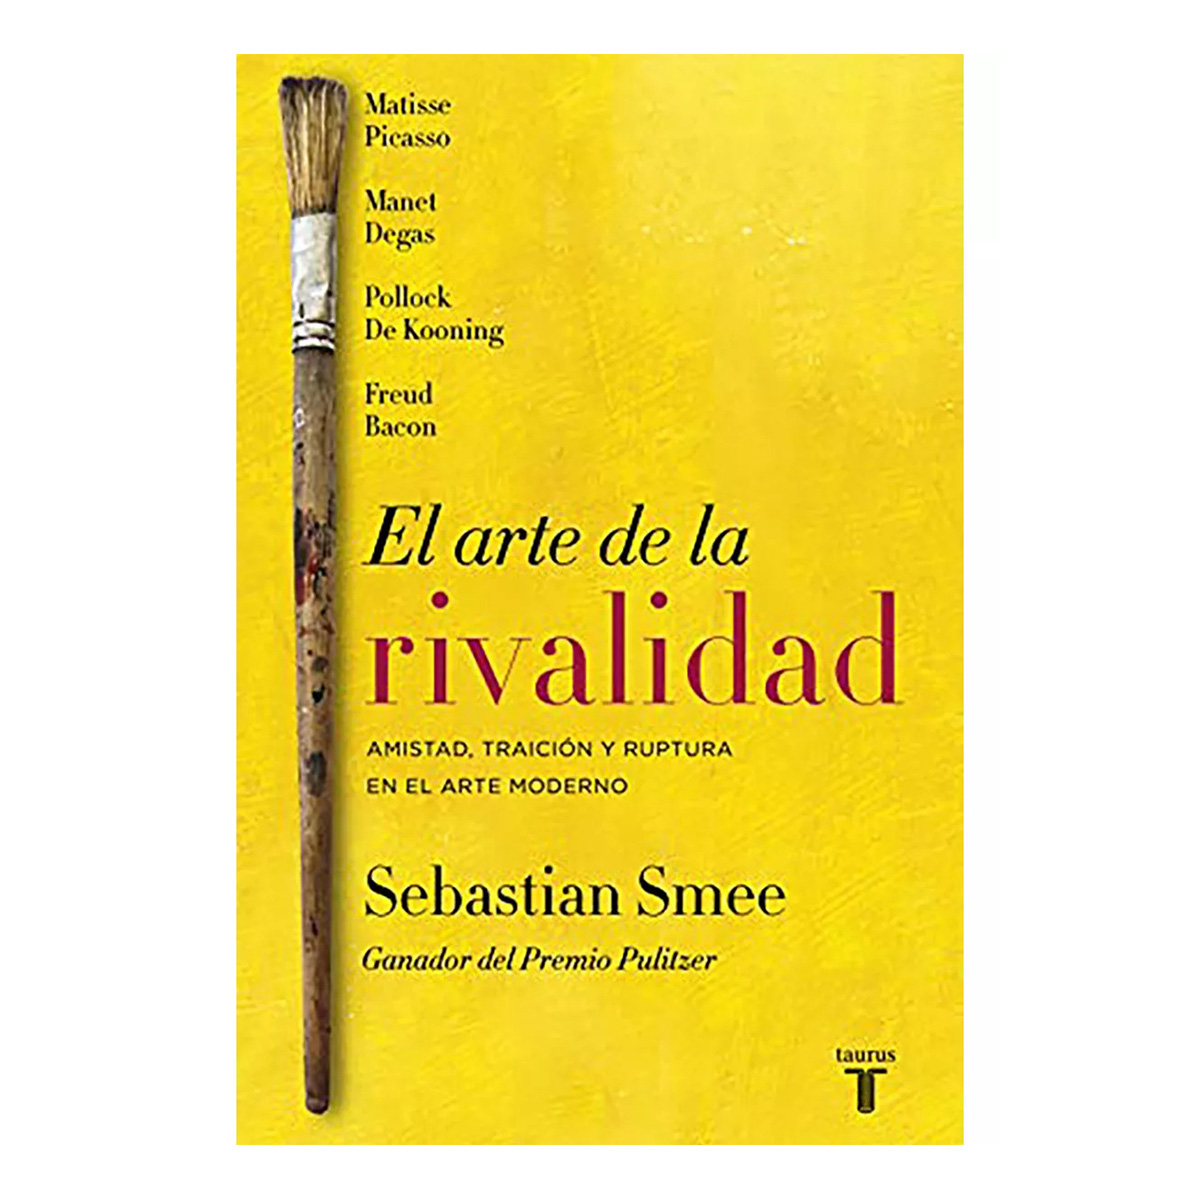 Matisse
Picasso
Manet
Degas
Pollock
De Kooning
Freud
Bacon
El arte de la
rivalidad
AMISTAD, TRAICIÓN Y RUPTURA
EN EL ARTE MODERNO
Sebastian Smee
Ganador del Premio Pulitzer
taurus